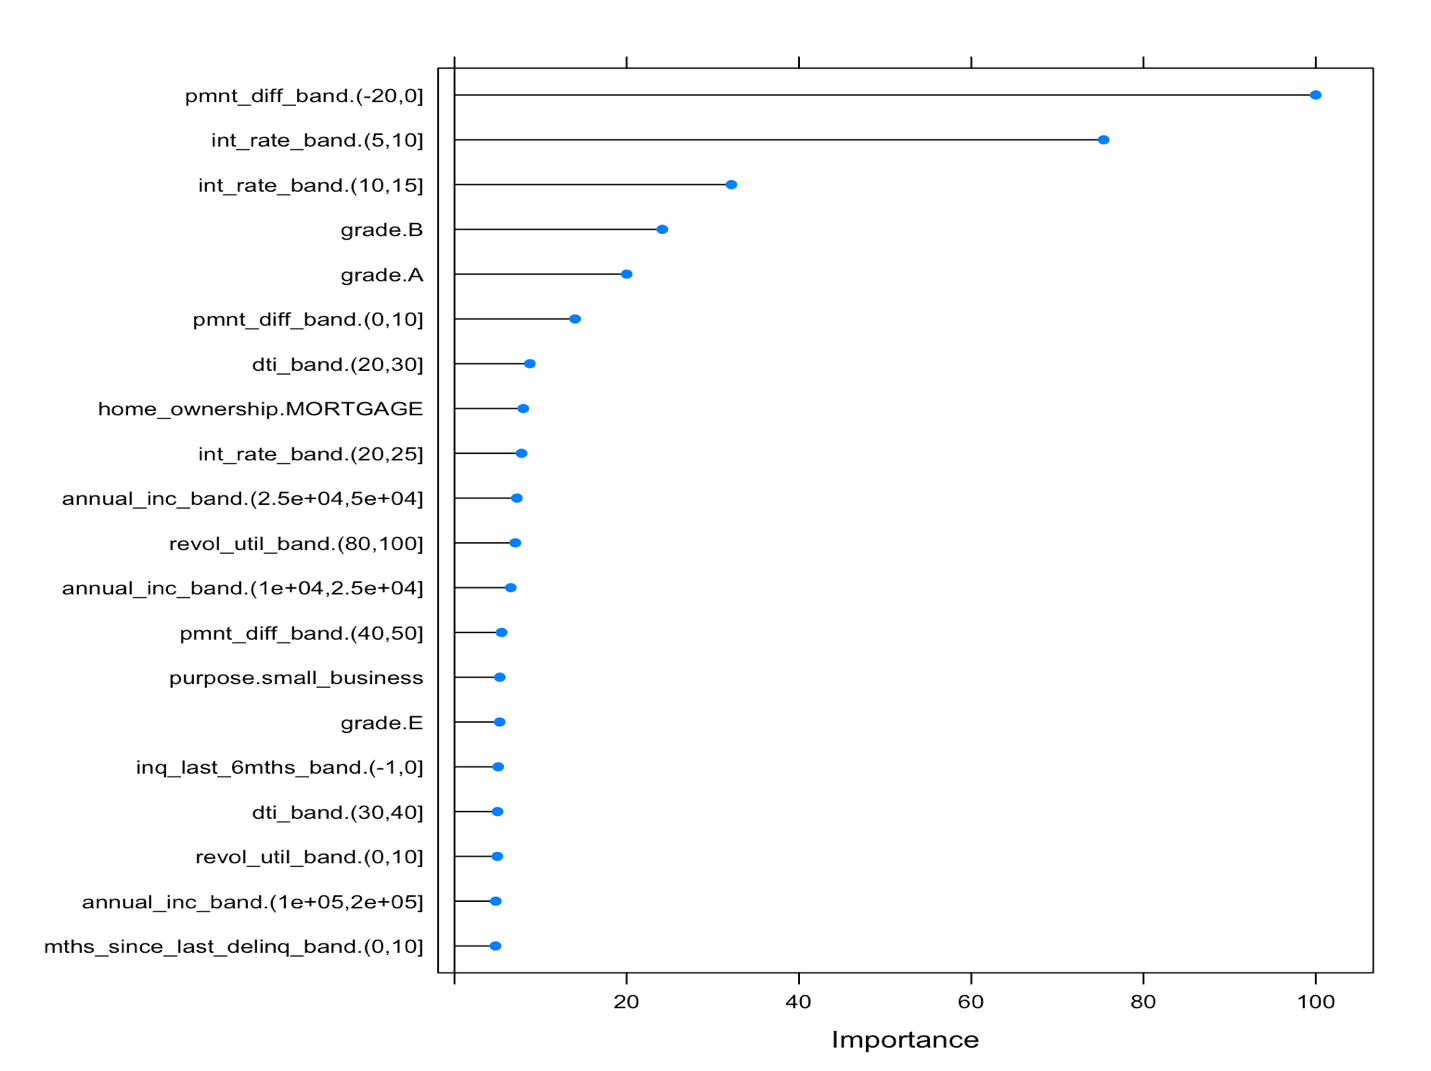 pmnt_diff_band.(-20,0]
int_rate_band.(5,10]
int_rate_band.(10,15]
grade.B
grade.A
pmnt_diff_band.(0,10]
dti_band.(20,30]
home_ownership.MORTGAGE
int_rate_band.(20,25]
annual_inc_band.(2.5e+04,5e+04]
revol_util_band.(80,100]
annual_inc_band.(1e+04,2.5e+04]
pmnt_diff_band.(40,50]
purpose.small_business
grade.E
inq_last_6mths_band.(-1,0]
dti_band.(30,40]
revol_util_band.(0,10]
annual_inc_band.(1e+05,2e+05]
mths_since_last_delinq_band.(0,10]
20 40 60 80 100
Importance